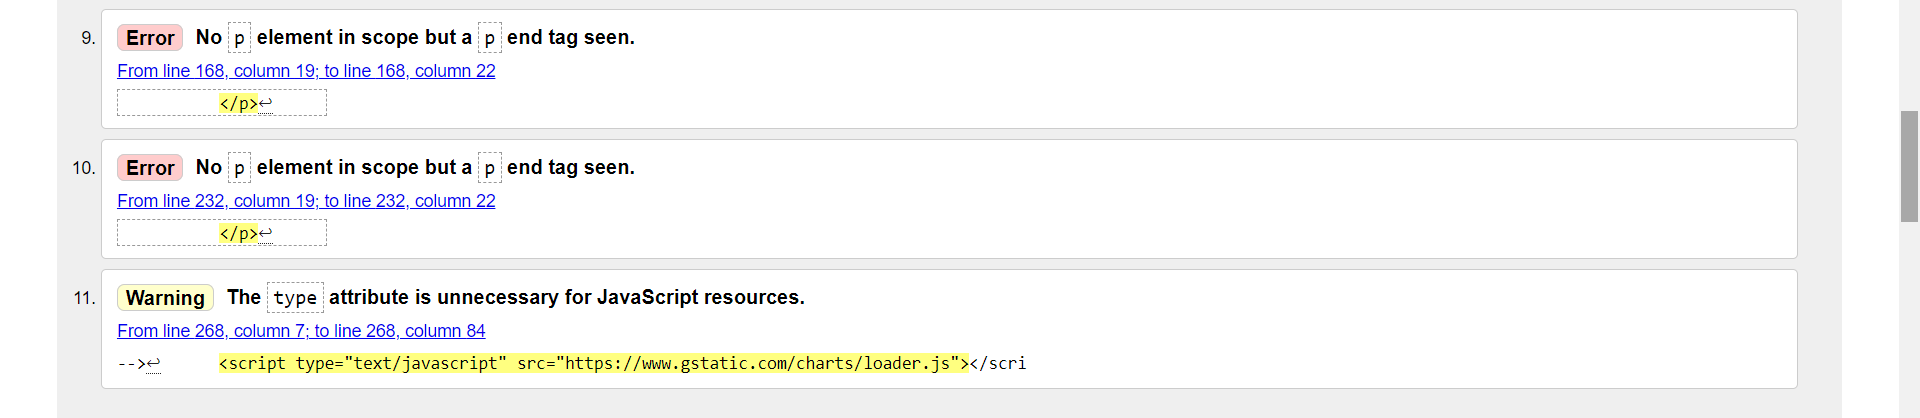 9. Error No p element in scope but a p end tag seen.
From line 168, column 19; to line 168, column 22
</p>↩
10. Error No p element in scope but a p end tag seen.
From line 232, column 19; to line 232, column 22
</p>↩
11. Warning The type attribute is unnecessary for JavaScript resources.
From line 268, column 7; to line 268, column 84
-->↩ <script type="text/javascript" src="https://www.gstatic.com/charts/loader.js"></scri